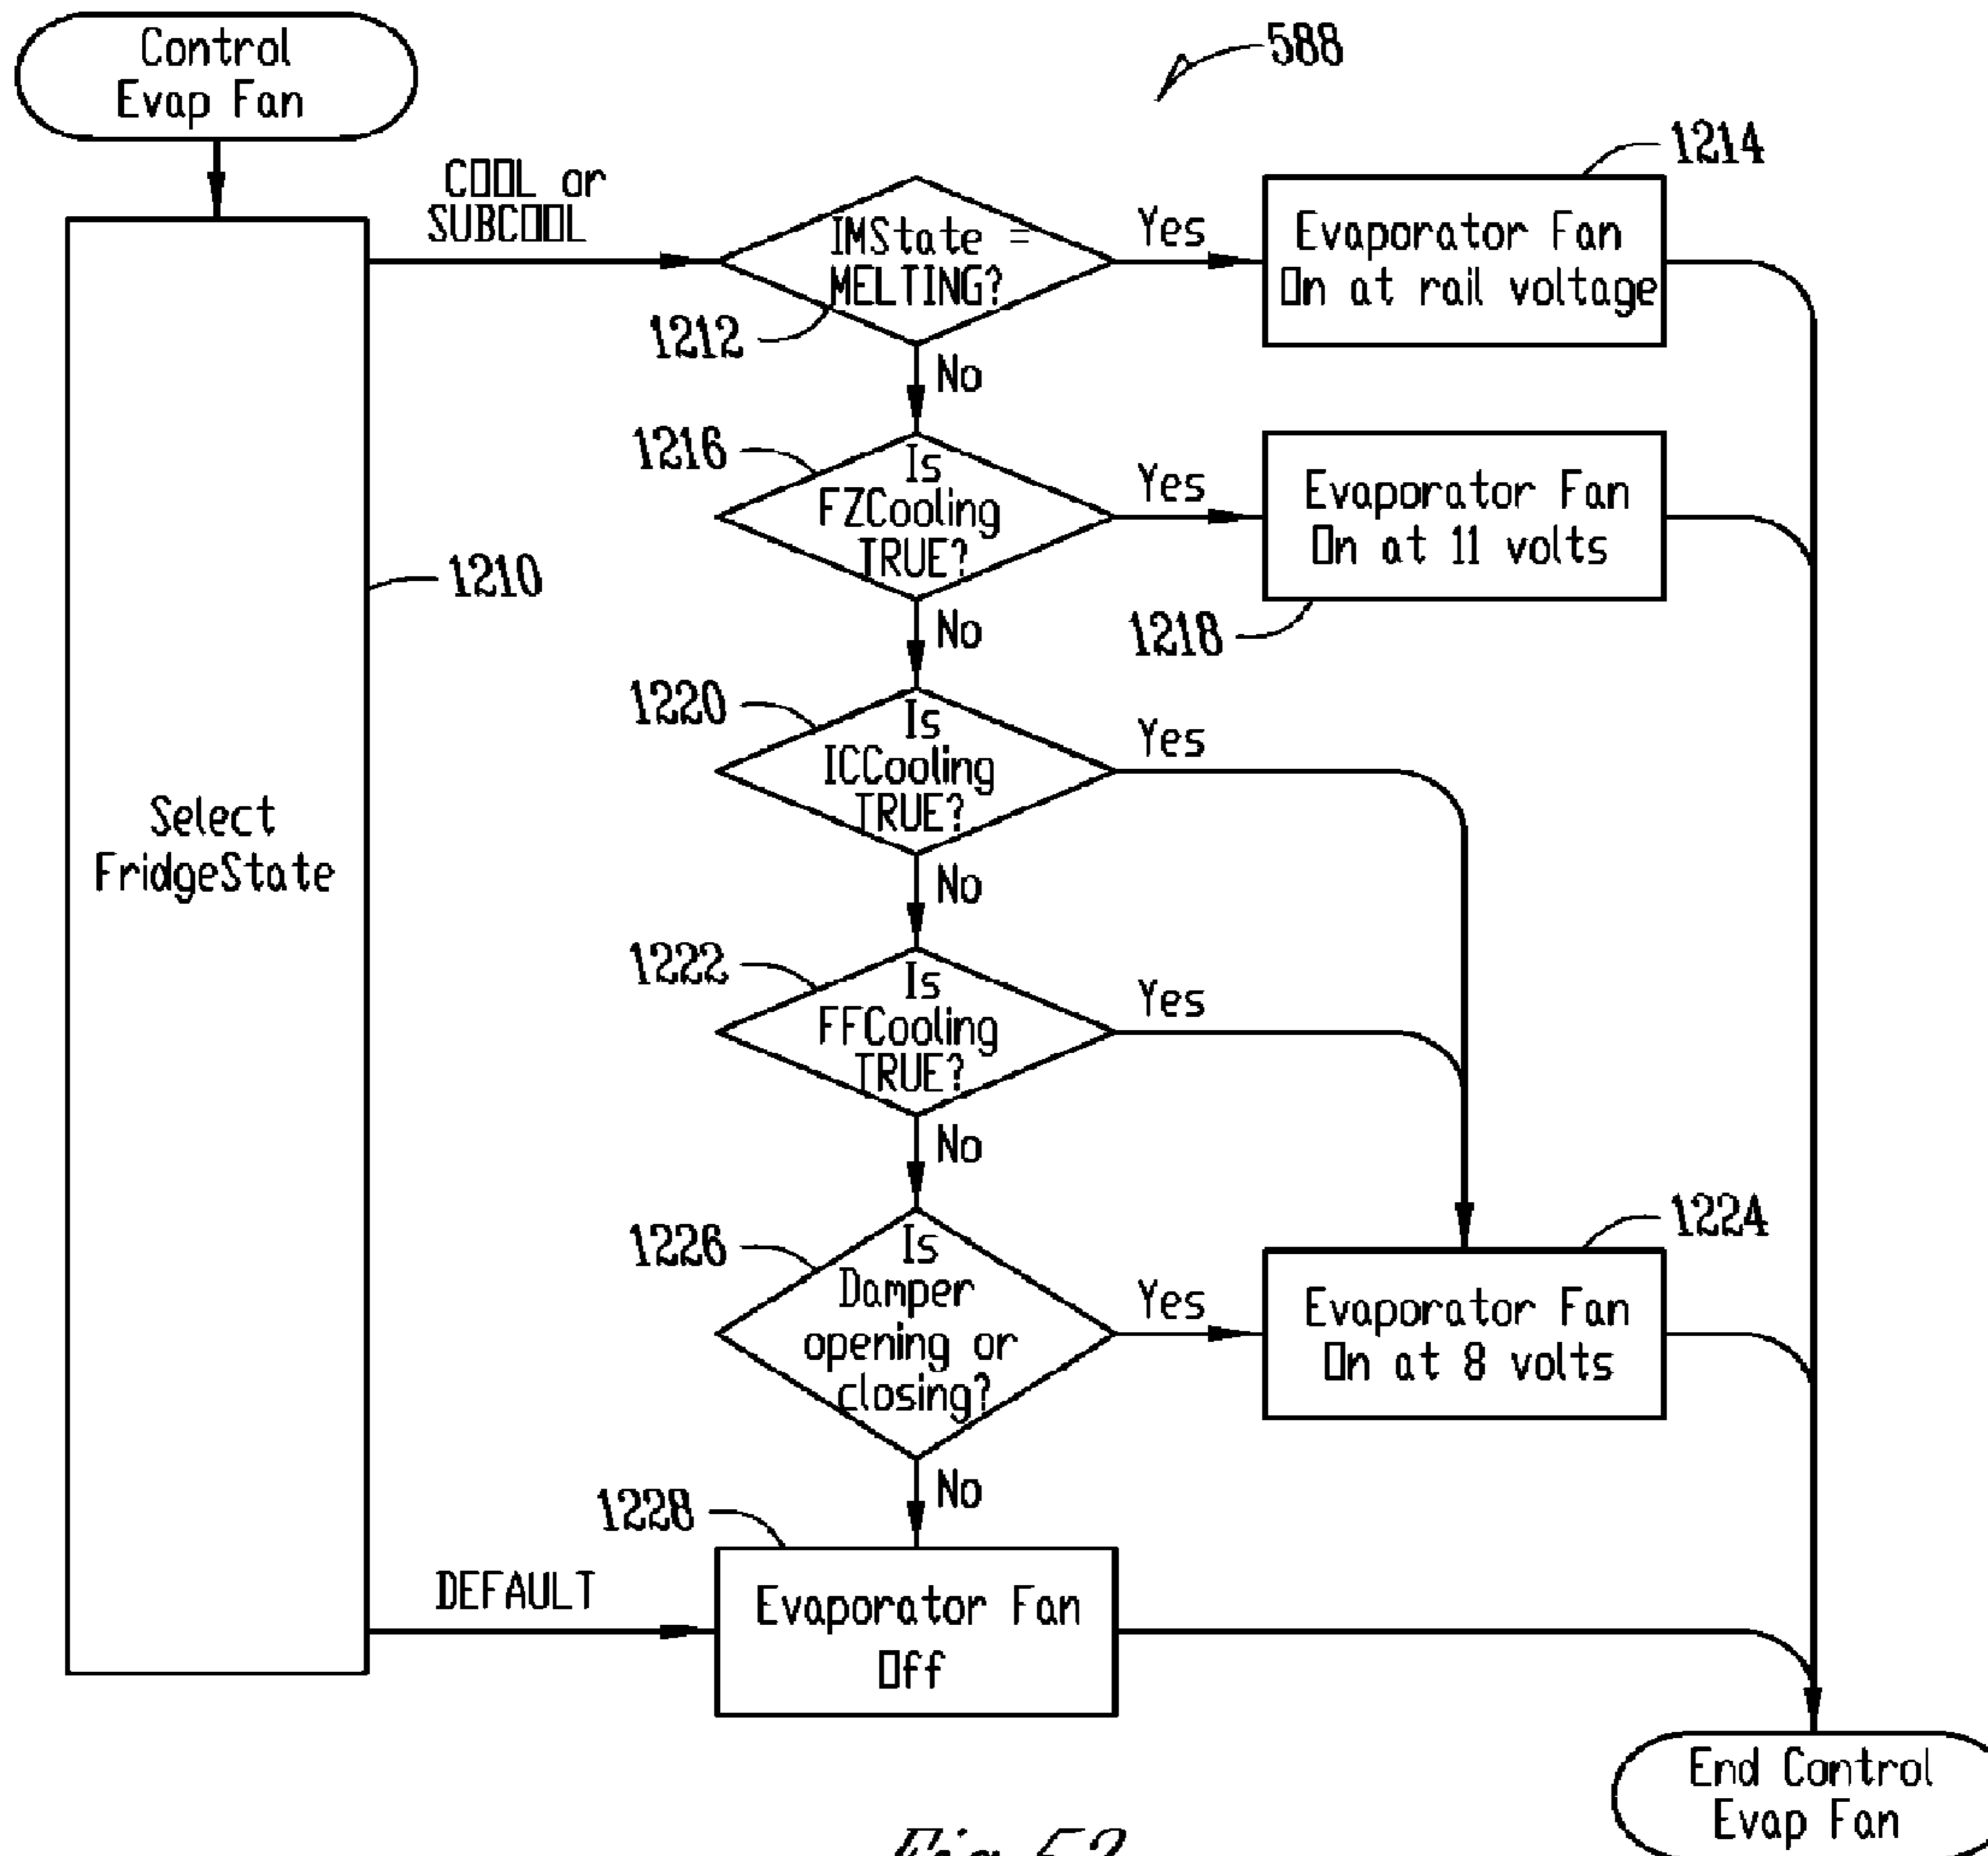 Control
Evap Fan
588
1214
COOL or
SUBCOOL
IMState =
MELTING?
Yes
Evaporator Fan
On at rail voltage
1212
No
1216
Is
FZCooling
TRUE?
Yes
Evaporator Fan
On at 11 volts
1210
1218
No
1220
Is
ICCooling
TRUE?
Yes
Select
FridgeState
No
1222
Is
FFCooling
TRUE?
Yes
No
1224
1226
Is
Damper
opening or
closing?
Yes
Evaporator Fan
On at 8 volts
No
1228
DEFAULT
Evaporator Fan
Off
End Control
Evap Fan